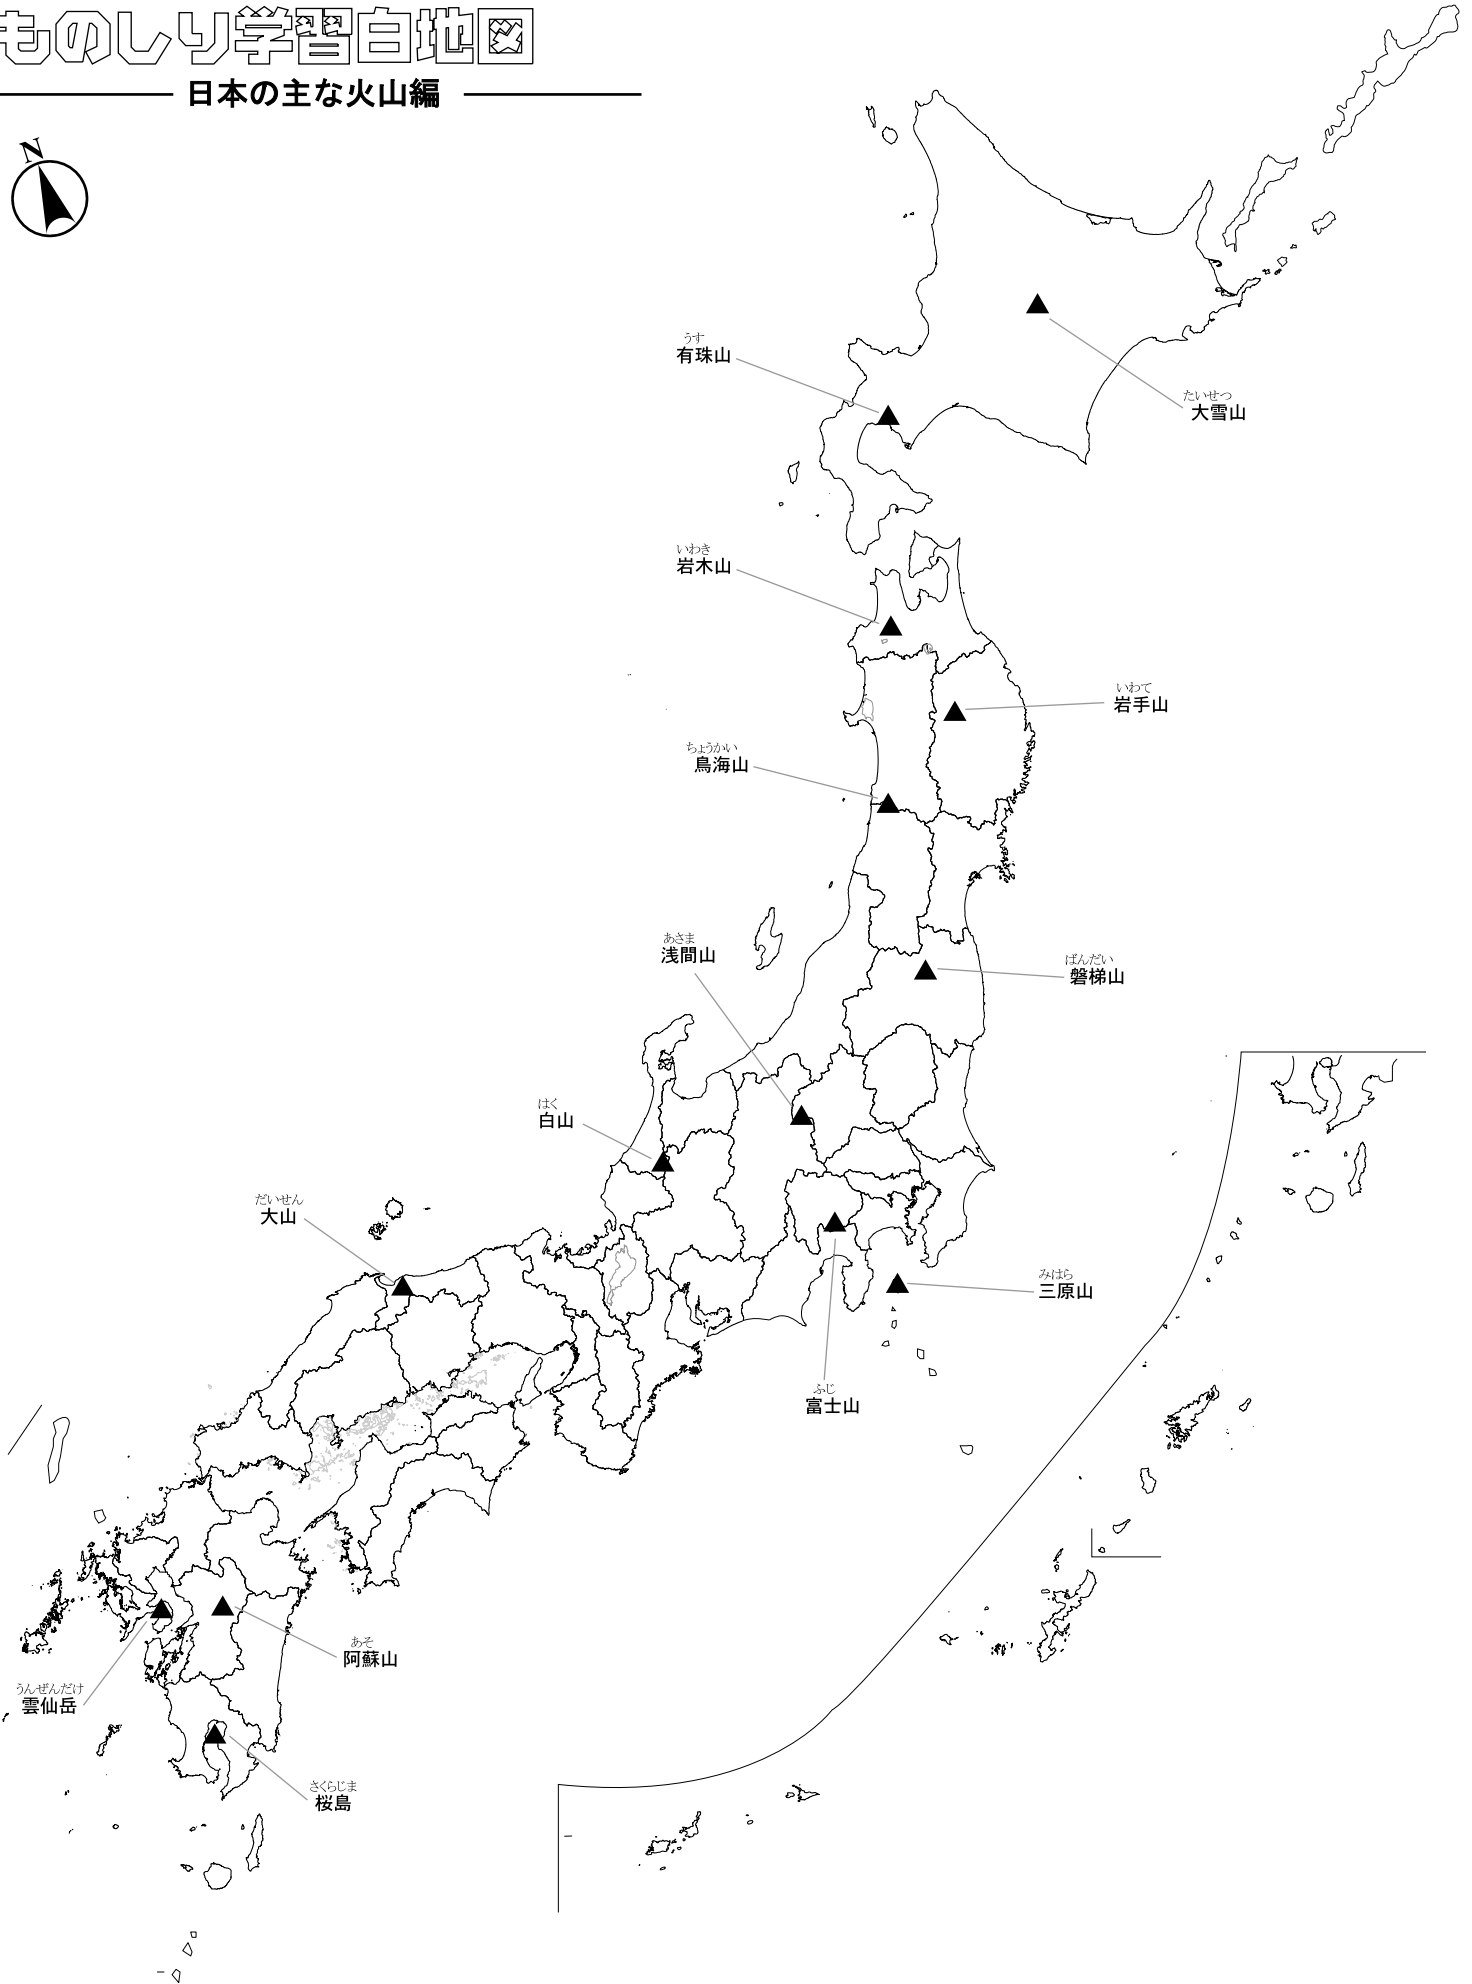 ものしり学習白地図
日本の主な火山編
N
うす
有珠山
たいせつ
大雪山
いわき
岩木山
いわて
岩手山
ちょうかい
鳥海山
あさま
浅間山
ばんだい
磐梯山
はく
白山
だいせん
大山
みはら
三原山
ふじ
富士山
あそ
阿蘇山
うんぜんだけ
雲仙岳
さくらじま
桜島